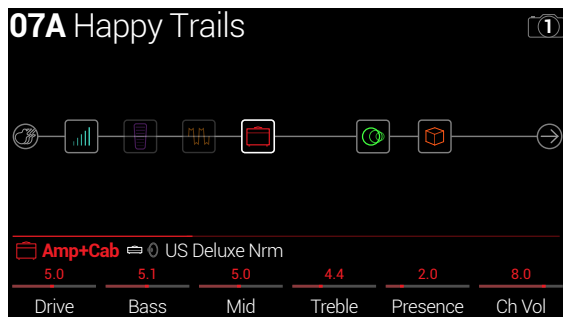 07A Happy Trails
1
Amp+Cab US Deluxe Nrm
5.0 5.1 5.0 4.4 2.0 8.0
Drive Bass Mid Treble Presence Ch Vol